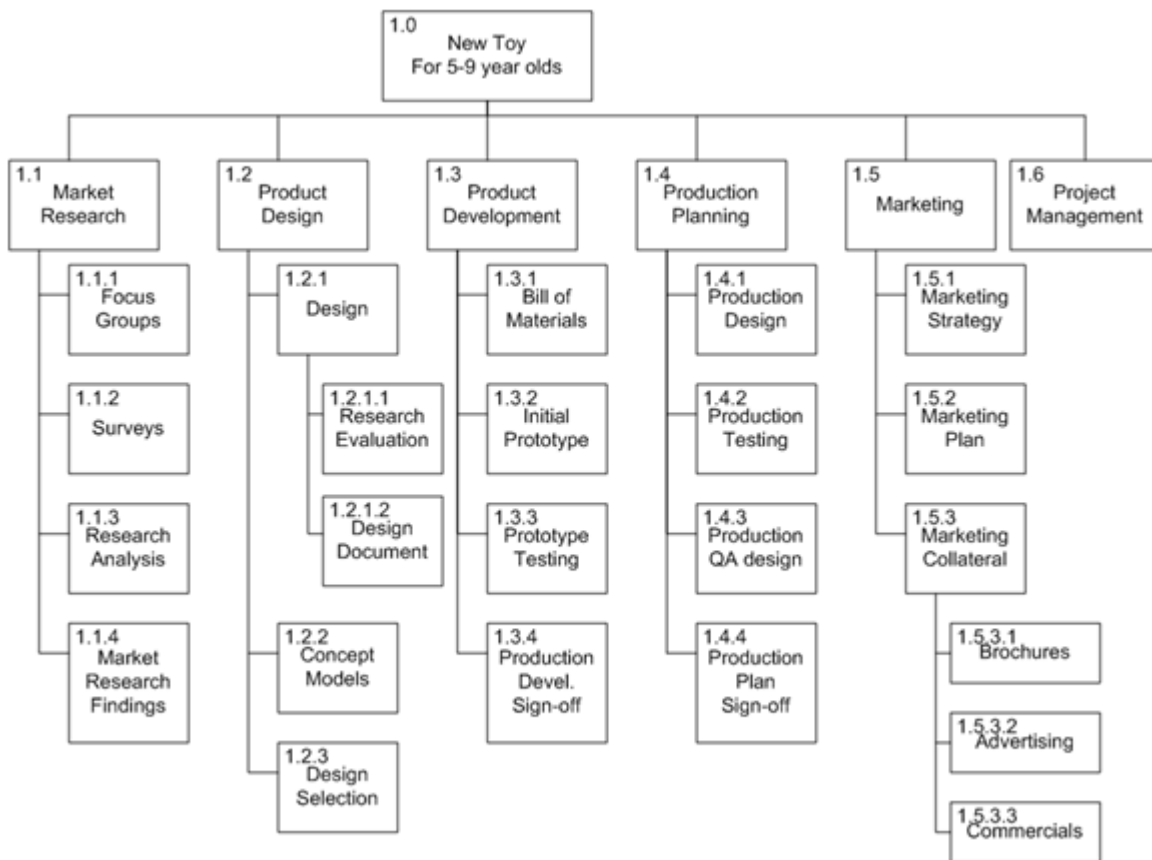 1.0
New Toy
For 5-9 year olds
1.1
Market
Research
1.2
Product
Design
1.3
Product
Development
1.4
Production
Planning
1.5
Marketing
1.6
Project
Management
1.1.1
Focus
Groups
1.1.2
Surveys
1.1.3
Research
Analysis
1.1.4
Market
Research
Findings
1.2.1
Design
1.2.1.1
Research
Evaluation
1.2.1.2
Design
Document
1.2.2
Concept
Models
1.2.3
Design
Selection
1.3.1
Bill of
Materials
1.3.2
Initial
Prototype
1.3.3
Prototype
Testing
1.3.4
Production
Devel.
Sign-off
1.4.1
Production
Design
1.4.2
Production
Testing
1.4.3
Production
QA design
1.4.4
Production
Plan
Sign-off
1.5.1
Marketing
Strategy
1.5.2
Marketing
Plan
1.5.3
Marketing
Collateral
1.5.3.1
Brochures
1.5.3.2
Advertising
1.5.3.3
Commercials